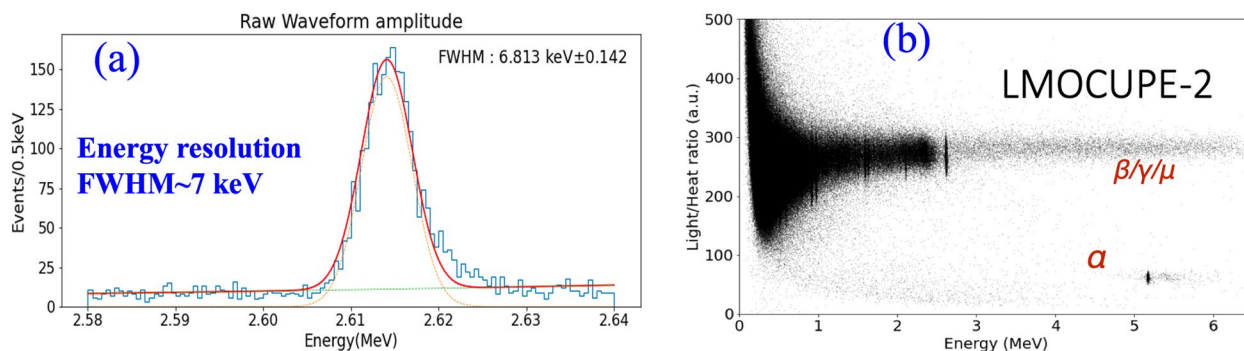 Raw Waveform amplitude
(a)
FWHM : 6.813 keV±0.142
Energy resolution
FWHM~7 keV
Events/0.5keV
150
125
100
75
50
25
0
2.58 2.59 2.60 2.61 2.62 2.63 2.64
Energy(MeV)
(b)
LMOCUPE-2
β/γ/μ
α
Light/Heat ratio (a.u.)
500
400
300
200
100
0
0 1 2 3 4 5 6
Energy (MeV)